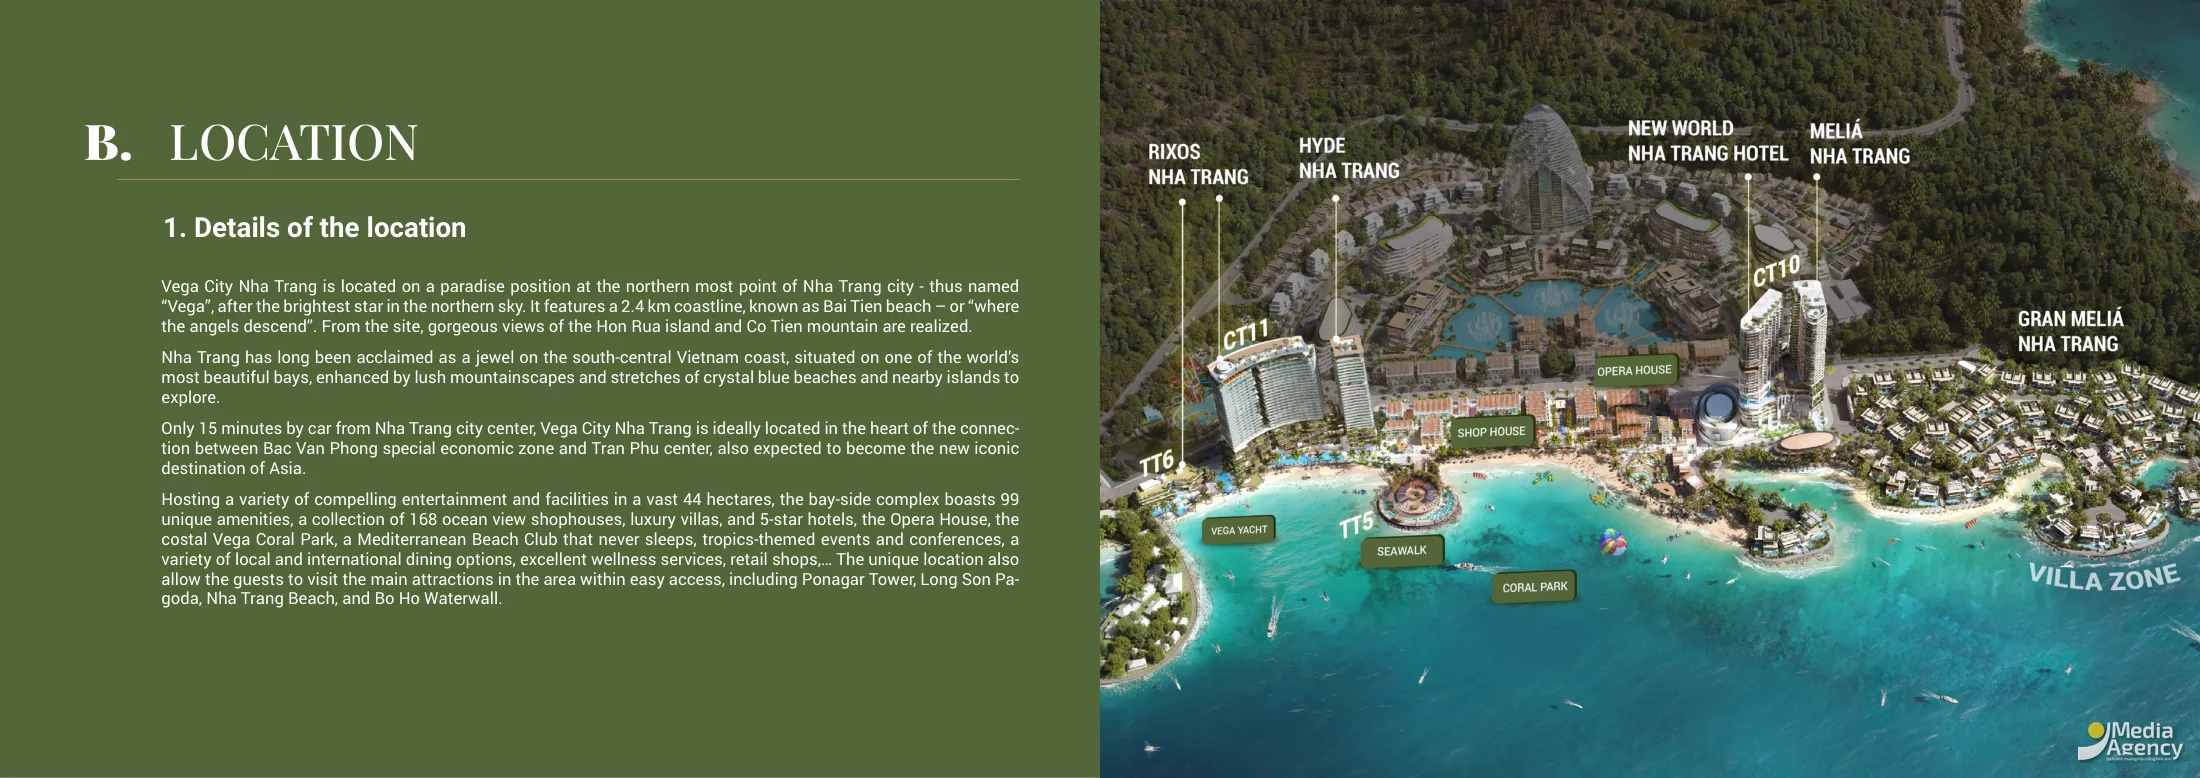 B. LOCATION
1. Details of the location
Vega City Nha Trang is located on a paradise position at the northern most point of Nha Trang city - thus named
“Vega”, after the brightest star in the northern sky. It features a 2.4 km coastline, known as Bai Tien beach – or “where
the angels descend”. From the site, gorgeous views of the Hon Rua island and Co Tien mountain are realized.
Nha Trang has long been acclaimed as a jewel on the south-central Vietnam coast, situated on one of the world’s
most beautiful bays, enhanced by lush mountainscapes and stretches of crystal blue beaches and nearby islands to
explore.
Only 15 minutes by car from Nha Trang city center, Vega City Nha Trang is ideally located in the heart of the connec-
tion between Bac Van Phong special economic zone and Tran Phu center, also expected to become the new iconic
destination of Asia.
Hosting a variety of compelling entertainment and facilities in a vast 44 hectares, the bay-side complex boasts 99
unique amenities, a collection of 168 ocean view shophouses, luxury villas, and 5-star hotels, the Opera House, the
costal Vega Coral Park, a Mediterranean Beach Club that never sleeps, tropics-themed events and conferences, a
variety of local and international dining options, excellent wellness services, retail shops,... The unique location also
allow the guests to visit the main attractions in the area within easy access, including Ponagar Tower, Long Son Pa-
goda, Nha Trang Beach, and Bo Ho Waterwall.
RIXOS
NHA TRANG
HYDE
NHA TRANG
NEW WORLD
NHA TRANG HOTEL
MELIÁ
NHA TRANG
CT10
CT11
GRAN MELIÁ
NHA TRANG
OPERA HOUSE
SHOP HOUSE
TT6
TT5
VEGA YACHT
SEAWALK
CORAL PARK
VILLA ZONE
Media
Agency